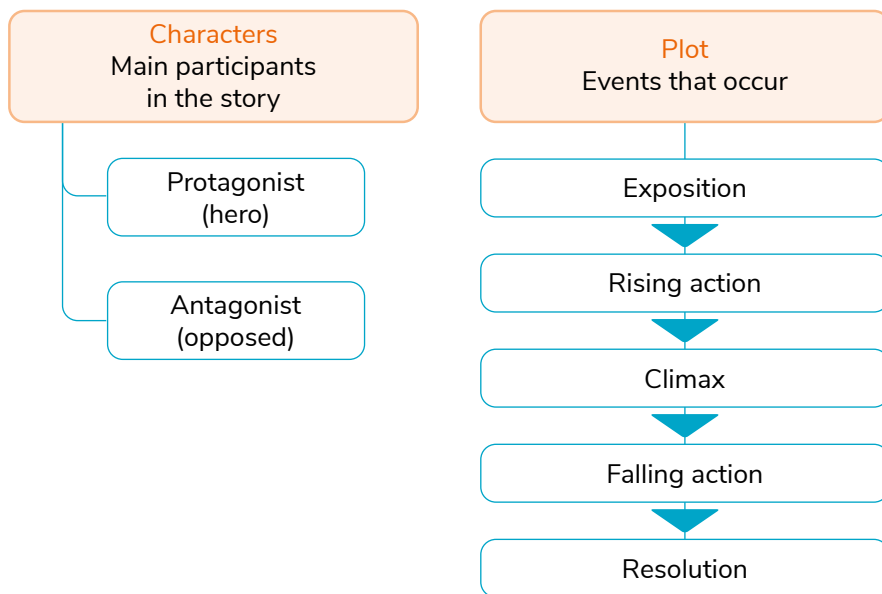 Characters
Main participants
in the story
Protagonist
(hero)
Antagonist
(opposed)
Plot
Events that occur
Exposition
Rising action
Climax
Falling action
Resolution